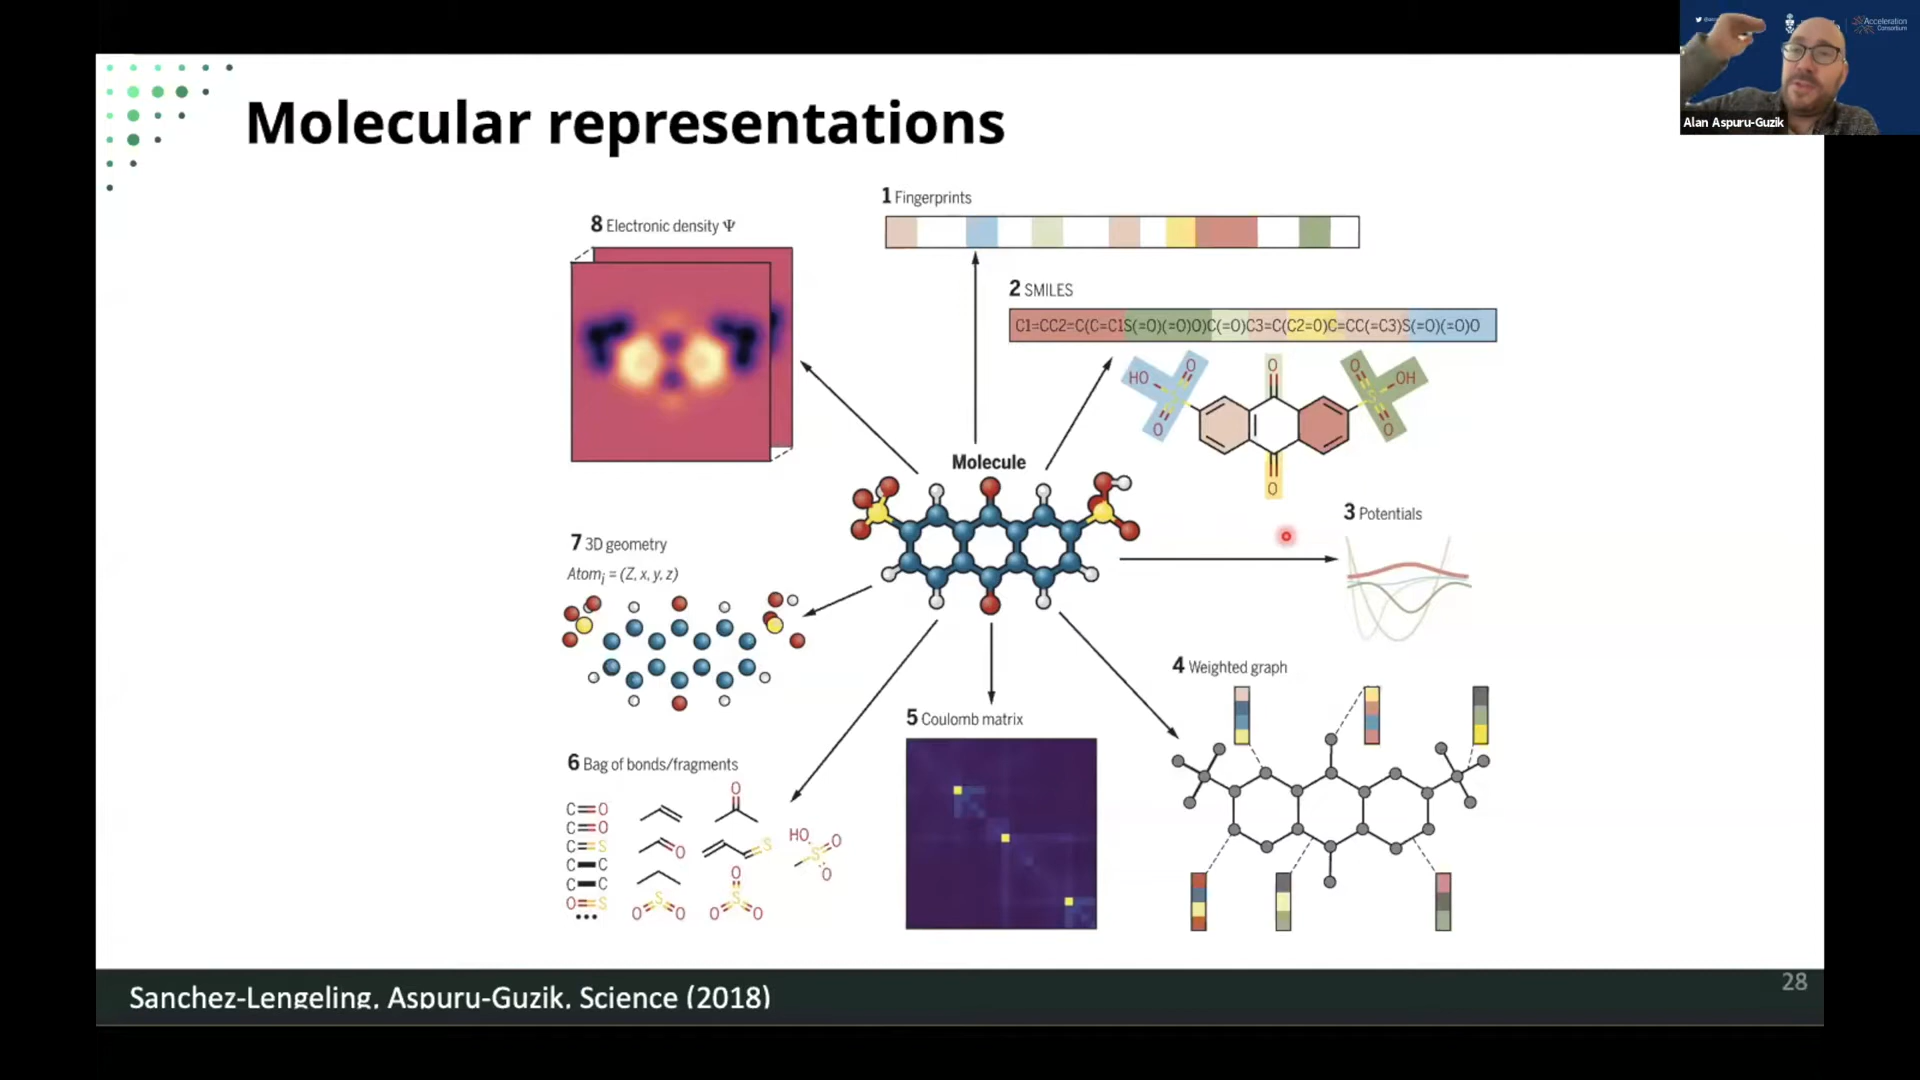 Acceleration
Consortium
Alan Aspuru-Guzik
Molecular representations
1 Fingerprints
8 Electronic density Ψ
2 SMILES
C1=CC2=C(C=C1S(=O)(=O)O)C(=O)C3=C(C2=O)C=CC(=C3)S(=O)(=O)O
HO O O O OH
O O
O
Molecule
3 Potentials
7 3D geometry
Atomj = (Z, x, y, z)
4 Weighted graph
5 Coulomb matrix
6 Bag of bonds/fragments
C=O
C=O
C=S
C–C
C–C
O=S
•••
O
O
S
HO
O
S
O
O
S
O
O
O
S
O
Sanchez-Lengeling, Aspuru-Guzik, Science (2018)
28